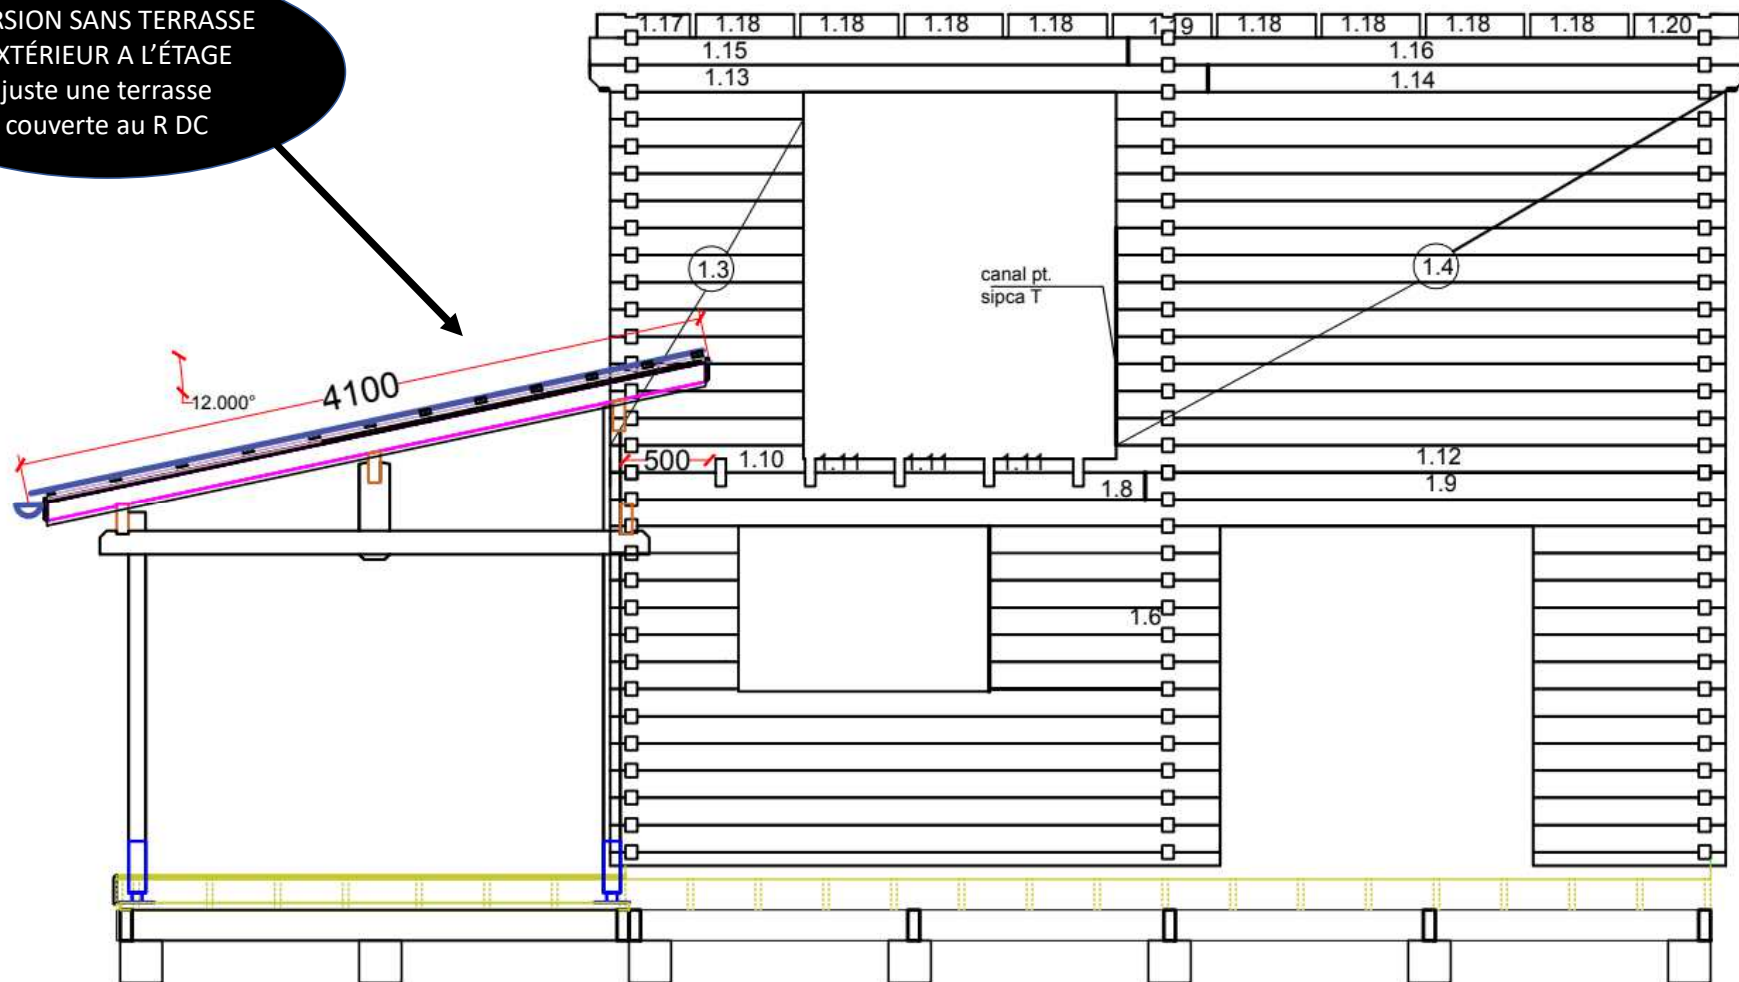 RSION SANS TERRASSE
XTÉRIEUR A L'ÉTAGE
juste une terrasse
couverte au R DC
1.17 1.18 1.18 1.18 1.18 1.19 1.18 1.18 1.18 1.18 1.20
1.15 1.16
1.13 1.14
1.3
canal pt.
sipca T
1.4
4100
12.000°
500 1.10 1.11 1.11 1.11 1.12
1.8 1.9
1.6